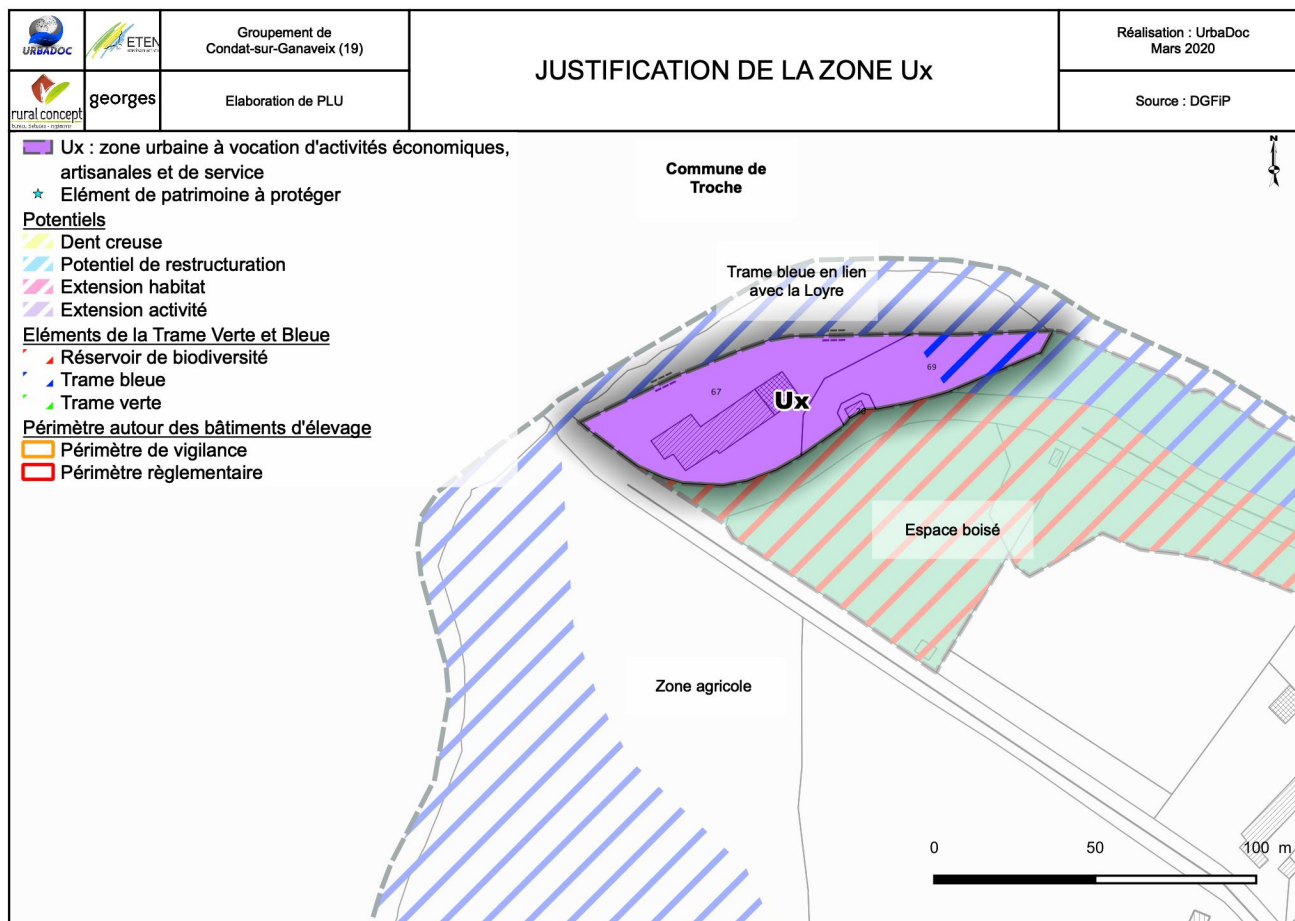 URBADOC
ETEN
Groupement de
Condat-sur-Ganaveix (19)
JUSTIFICATION DE LA ZONE Ux
Réalisation : UrbaDoc
Mars 2020
rural concept
georges
Elaboration de PLU
Source : DGFiP
Ux : zone urbaine à vocation d'activités économiques,
artisanales et de service
Elément de patrimoine à protéger
Potentiels
Dent creuse
Potentiel de restructuration
Extension habitat
Extension activité
Eléments de la Trame Verte et Bleue
Réservoir de biodiversité
Trame bleue
Trame verte
Périmètre autour des bâtiments d'élevage
Périmètre de vigilance
Périmètre règlementaire
Commune de
Troche
N
Trame bleue en lien
avec la Loyre
67
69
Ux
Espace boisé
Zone agricole
0 50 100 m